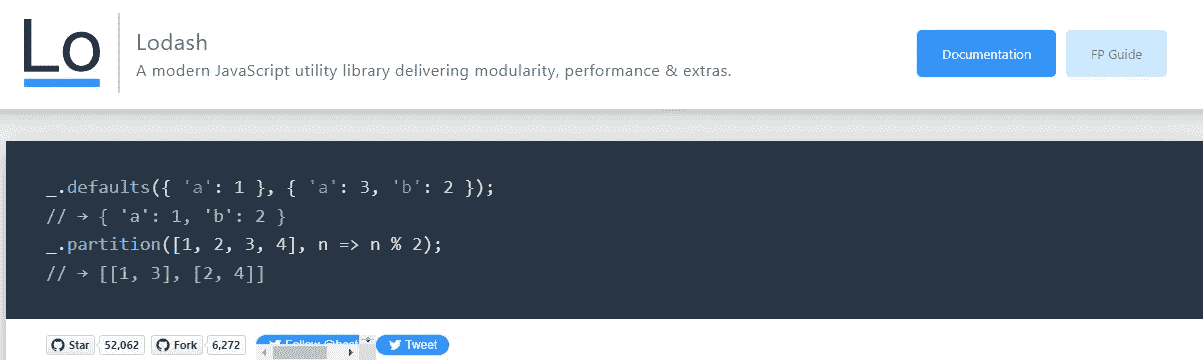 Lo
Lodash
A modern JavaScript utility library delivering modularity, performance & extras.
Documentation
FP Guide
_.defaults({ 'a': 1 }, { 'a': 3, 'b': 2 });
// → { 'a': 1, 'b': 2 }
_.partition([1, 2, 3, 4], n => n % 2);
// → [[1, 3], [2, 4]]
Star 52,062 Fork 6,272 Follow Tweet